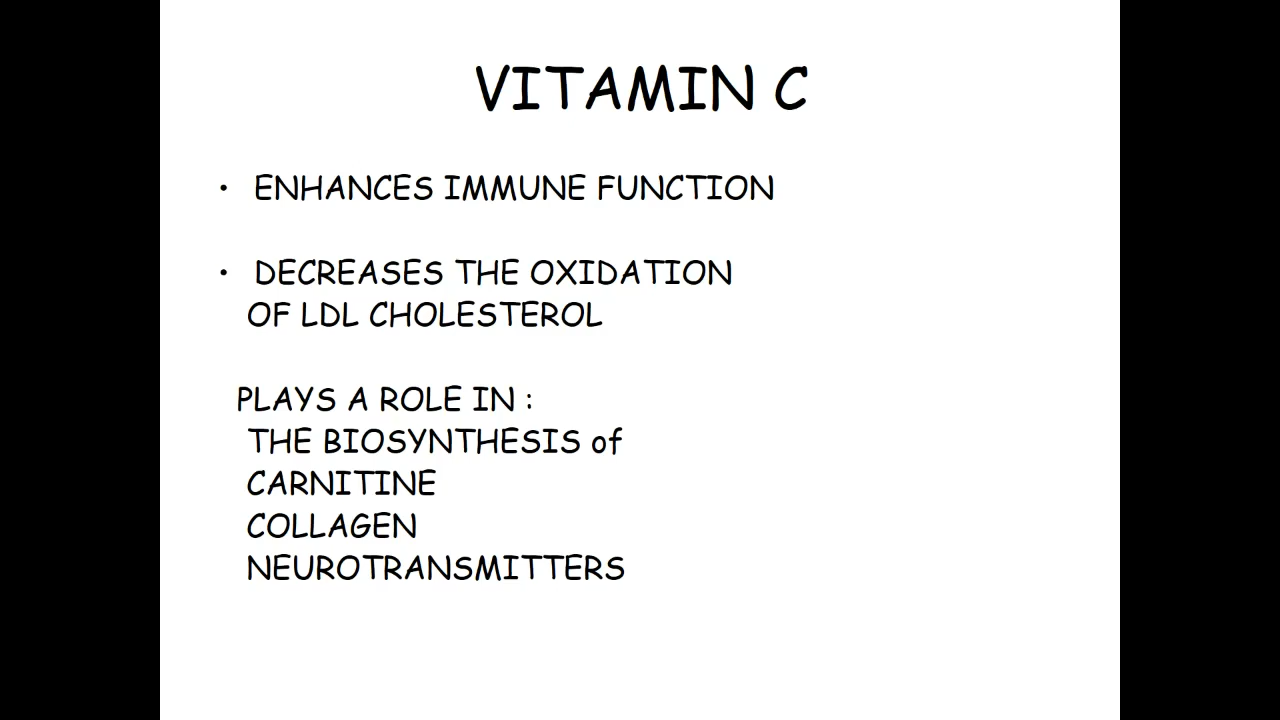 VITAMIN C
• ENHANCES IMMUNE FUNCTION
• DECREASES THE OXIDATION
OF LDL CHOLESTEROL
PLAYS A ROLE IN :
THE BIOSYNTHESIS of
CARNITINE
COLLAGEN
NEUROTRANSMITTERS